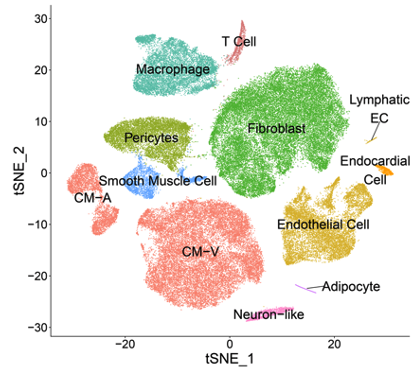 30
20
10
0
−10
−20
−30
tSNE_2
−20
0
20
tSNE_1
T Cell
Macrophage
Lymphatic
EC
Fibroblast
Pericytes
Endocardial
Cell
Smooth Muscle Cell
CM−A
Endothelial Cell
CM−V
Adipocyte
Neuron−like